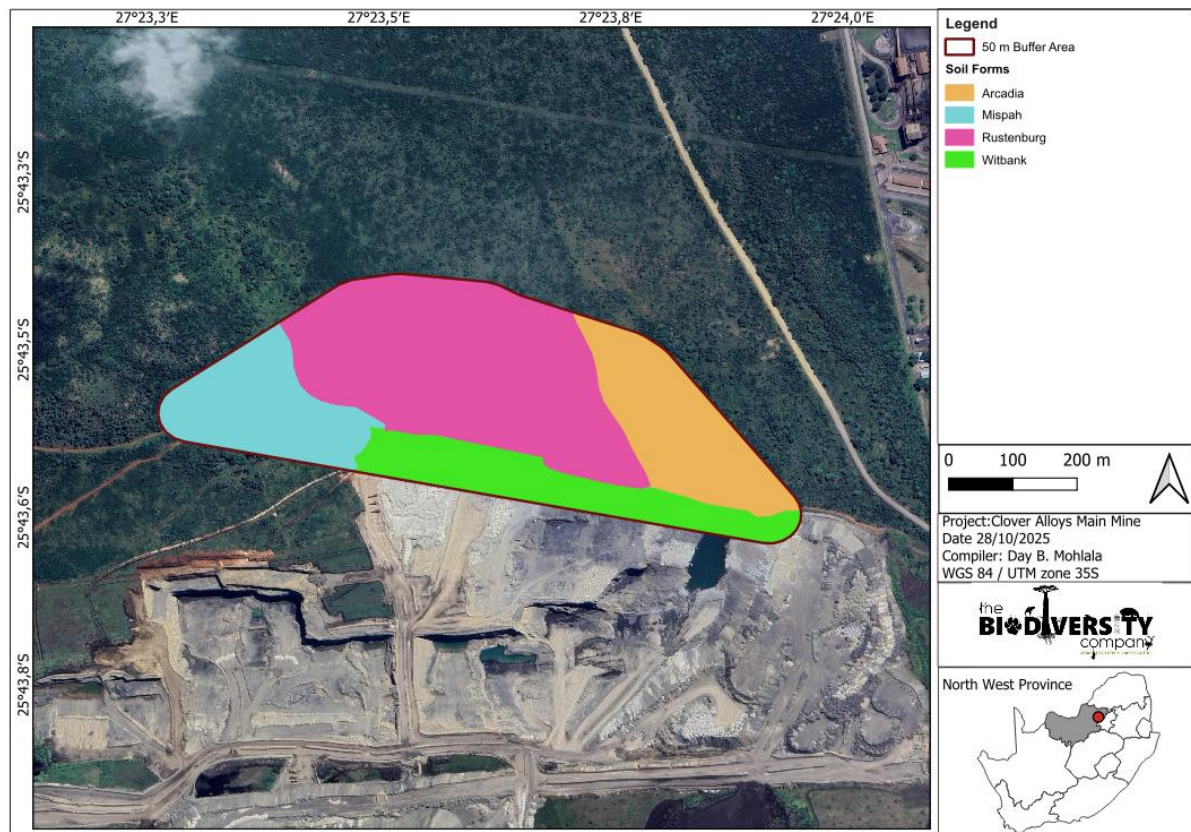 27°23,3'E 27°23,5'E 27°23,8'E 27°24,0'E
25°43,3'S
25°43,5'S
25°43,6'S
25°43,8'S
Legend
50 m Buffer Area
Soil Forms
Arcadia
Mispah
Rustenburg
Witbank
0 100 200 m
Project:Clover Alloys Main Mine
Date 28/10/2025
Compiler: Day B. Mohlala
WGS 84 / UTM zone 35S
the
BIODIVERSITY
company
North West Province